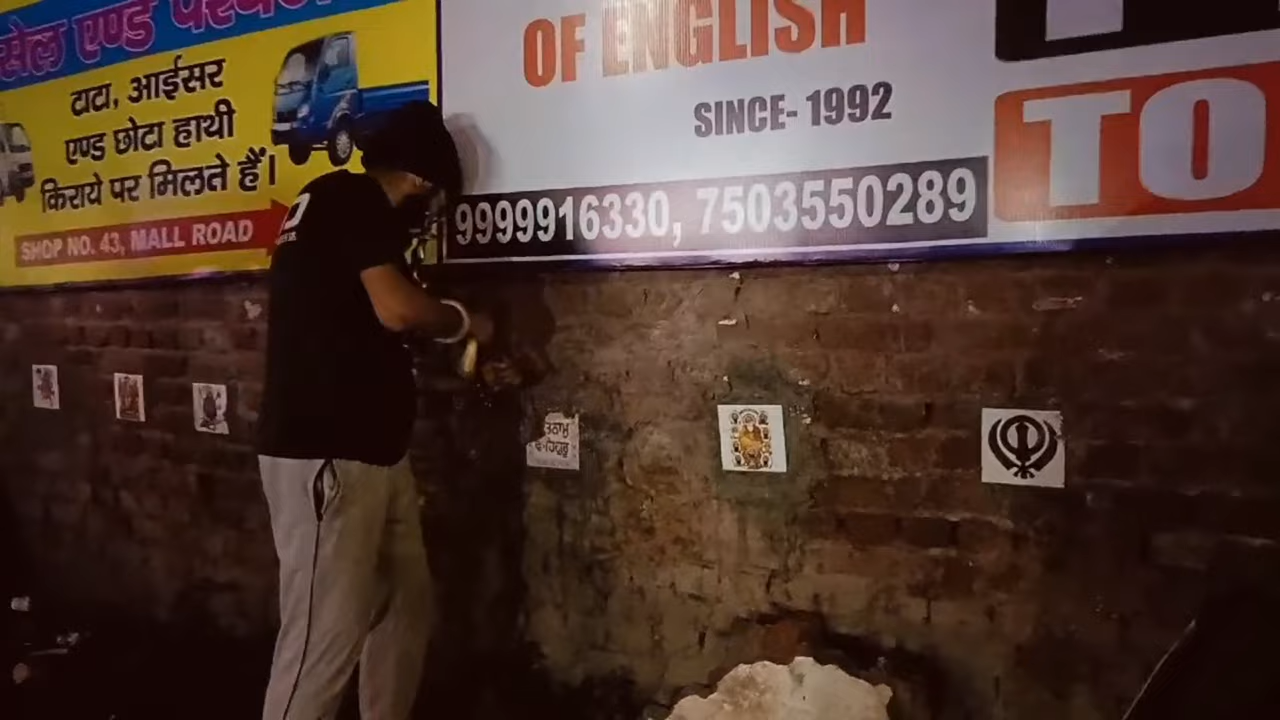 सेल एण्ड
टाटा, आईसर
एण्ड छोटा हाथी
किराये पर मिलते हैं।
SHOP NO. 43, MALL ROAD
OF ENGLISH
SINCE- 1992
9999916330, 7503550289
TO